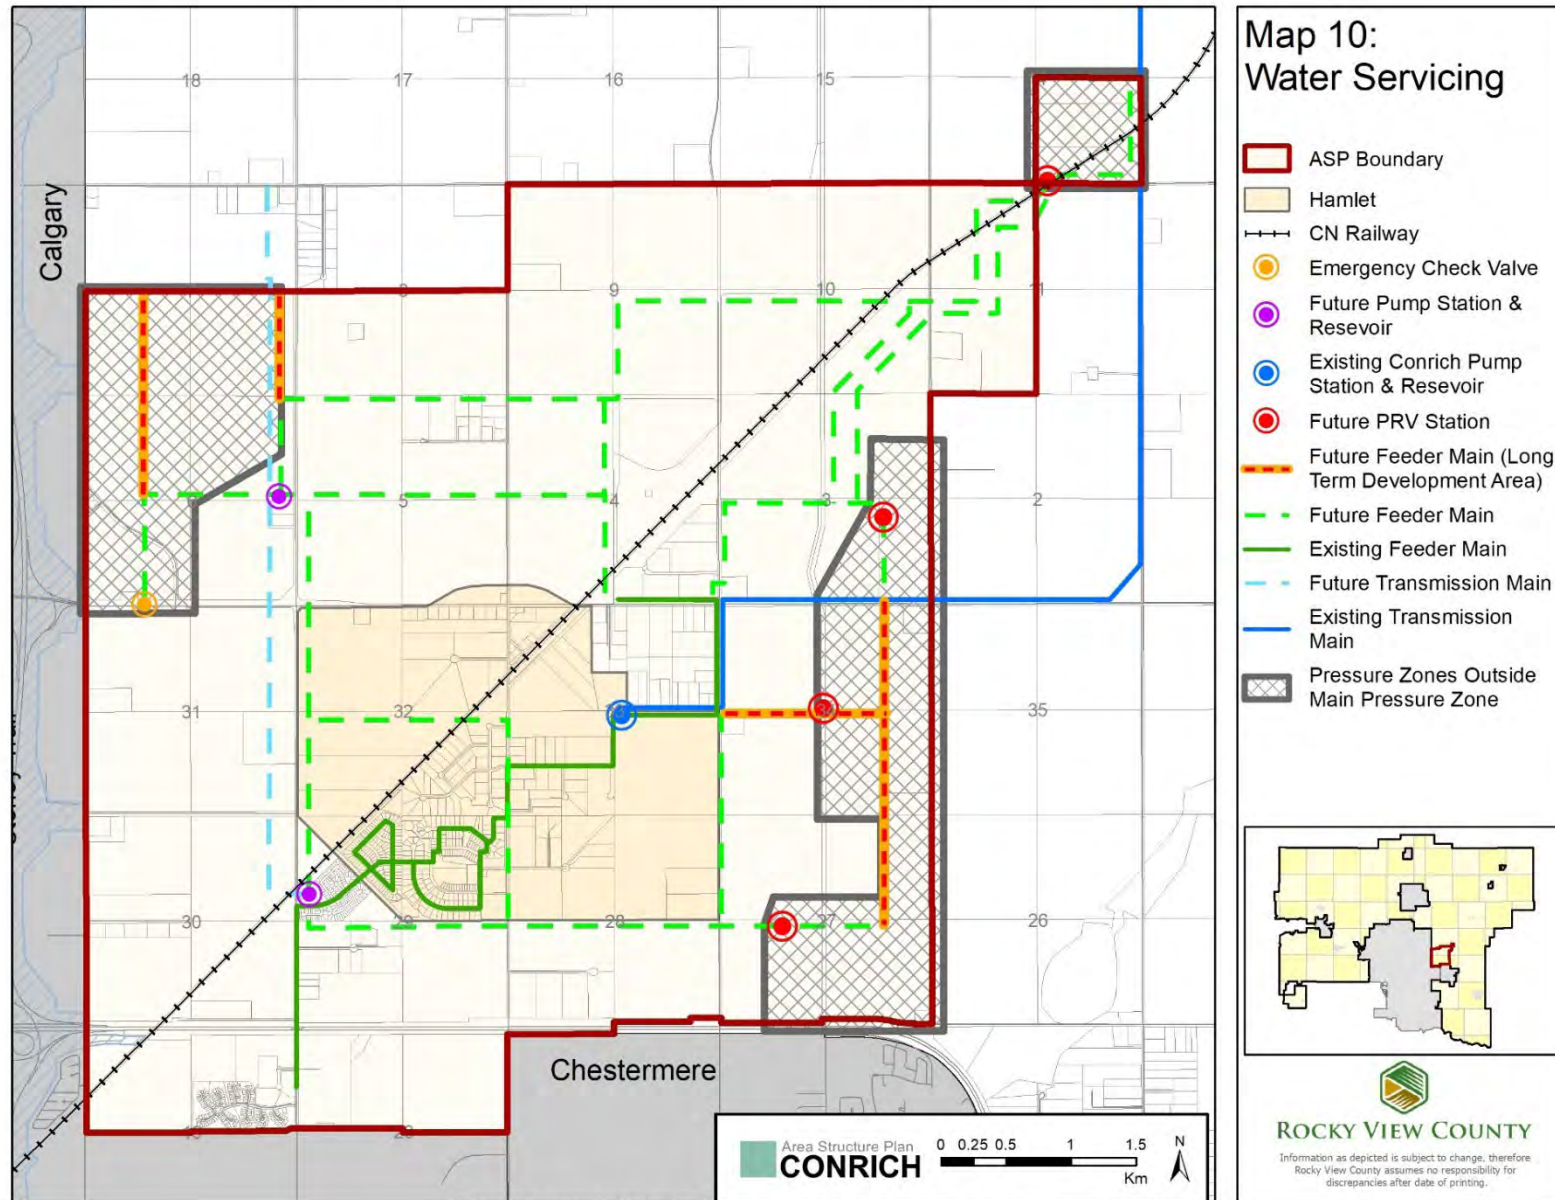 Map 10:
Water Servicing
ASP Boundary
Hamlet
CN Railway
Emergency Check Valve
Future Pump Station &
Resevoir
Existing Conrich Pump
Station & Resevoir
Future PRV Station
Future Feeder Main (Long
Term Development Area)
Future Feeder Main
Existing Feeder Main
Future Transmission Main
Existing Transmission
Main
Pressure Zones Outside
Main Pressure Zone
18 17 16 15
Calgary
8 9 10 11
5 4 3 2
31 32 34 35
30 29 28 27 26
20
Chestermere
Area Structure Plan
CONRICH
0 0.25 0.5 1 1.5
Km
N
ROCKY VIEW COUNTY
Information as depicted is subject to change, therefore
Rocky View County assumes no responsibility for
discrepancies after date of printing.